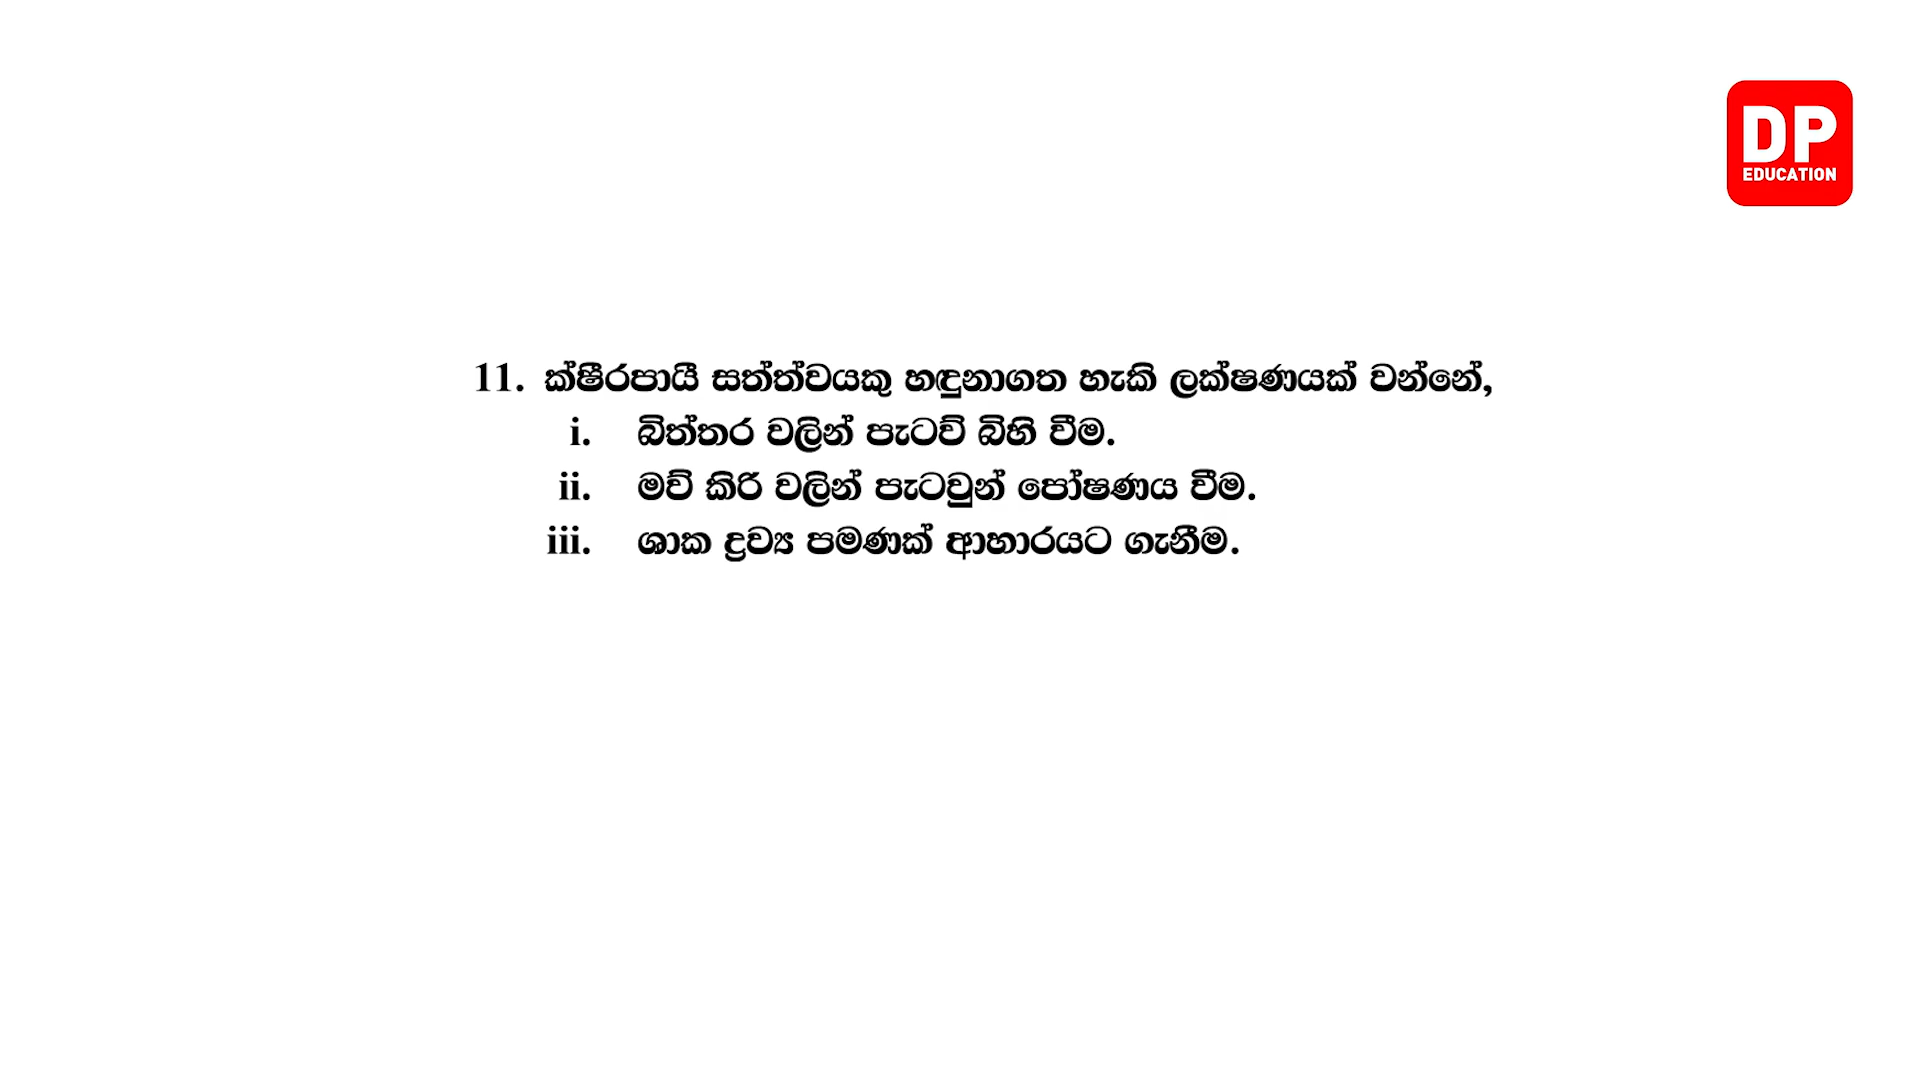 DP
EDUCATION
11. ක්ෂීරපායී සත්ත්වයකු හඳුනාගත හැකි ලක්ෂණයක් වන්නේ,
i. බිත්තර වලින් පැටව් බිහි වීම.
ii. මව් කිරි වලින් පැටවුන් පෝෂණය වීම.
iii. ශාක ද්‍රව්‍ය පමණක් ආහාරයට ගැනීම.